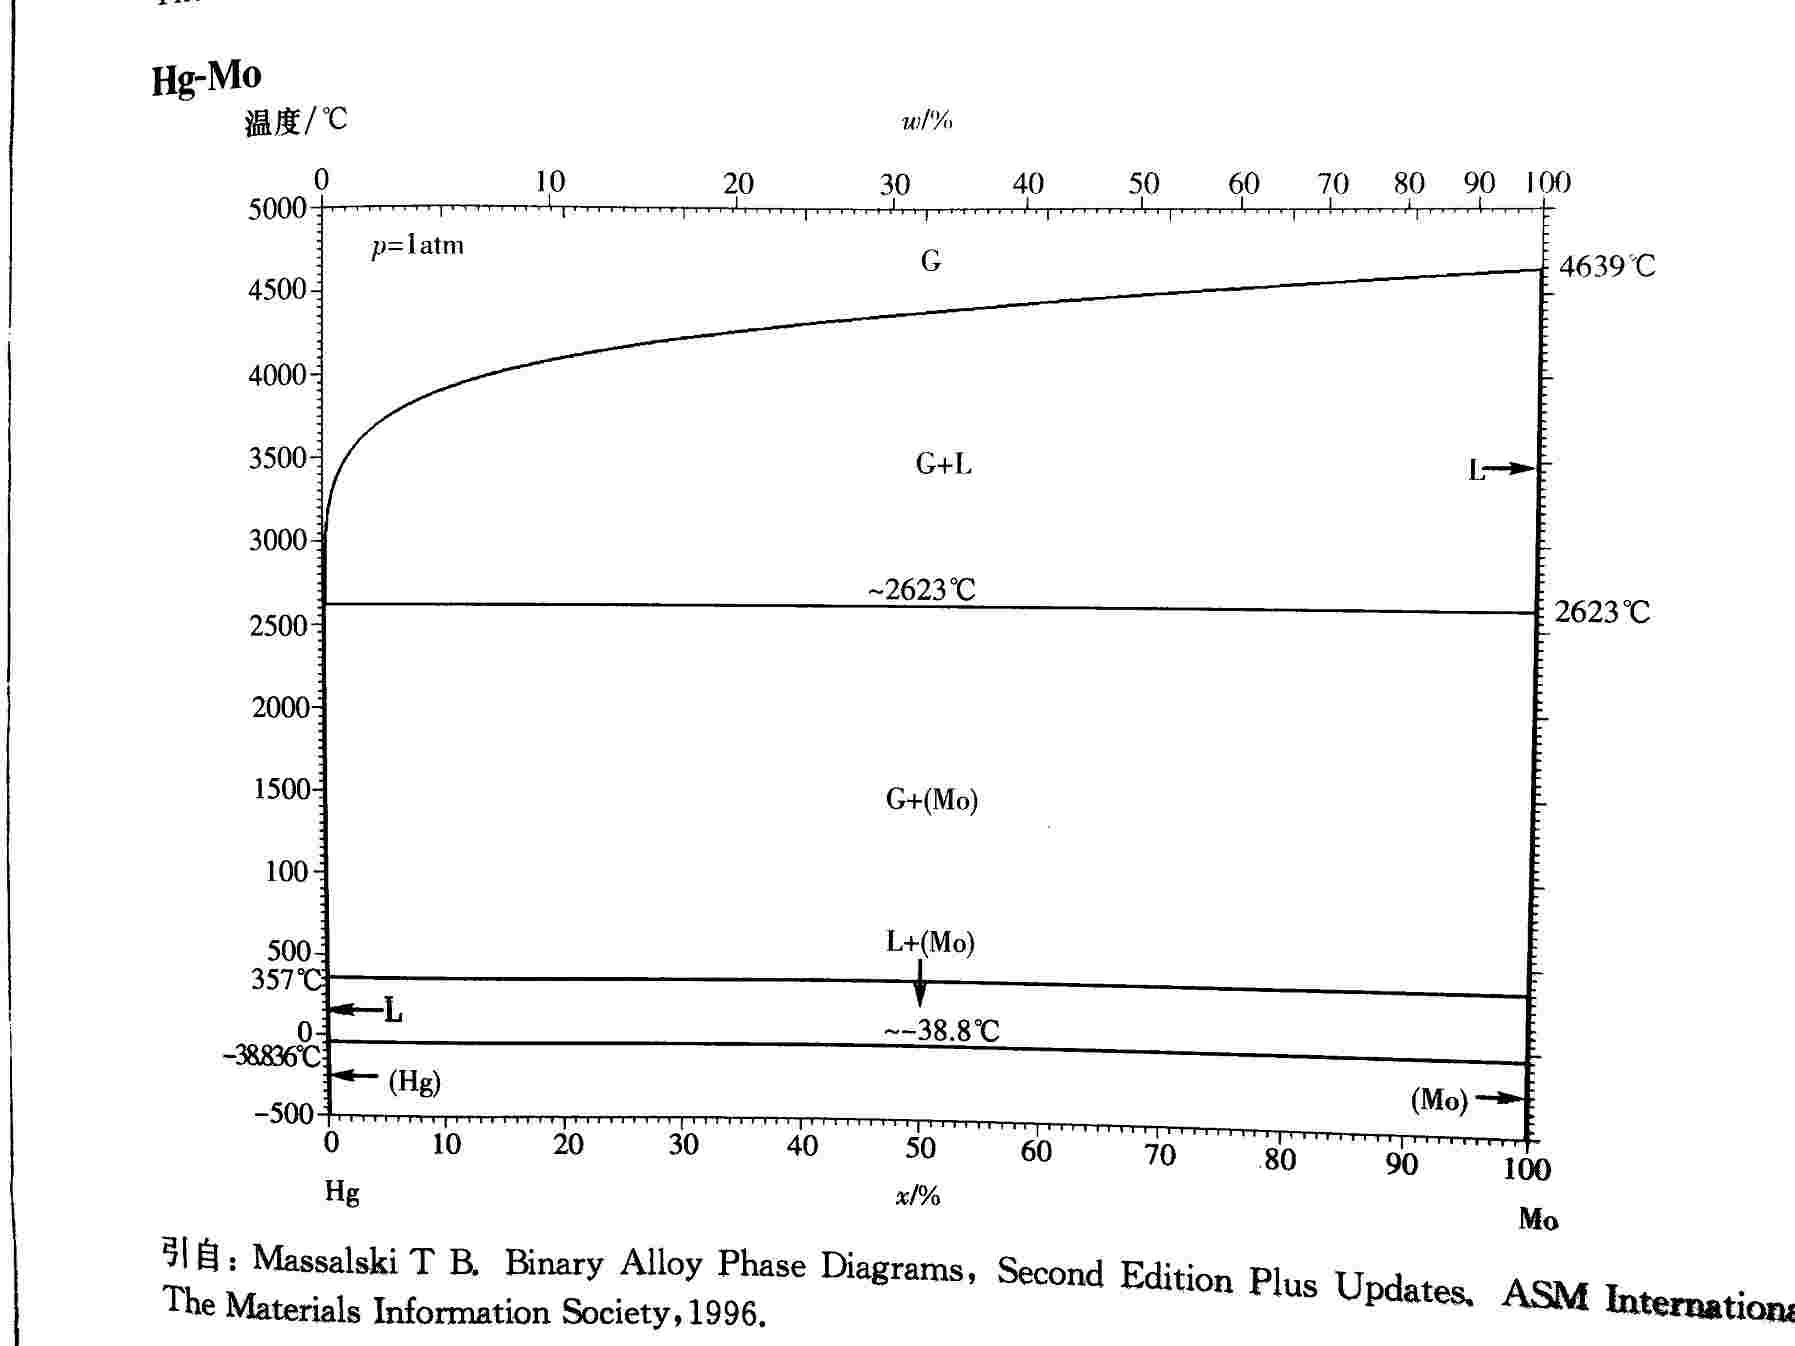 Hg-Mo
温度/℃
w/%
0 10 20 30 40 50 60 70 80 90 100
5000
p=1atm
G
4639℃
4500
4000
3500
G+L
L
3000
~2623℃
2623℃
2500
2000
1500
G+(Mo)
100
L+(Mo)
500
357℃
L
0
~-38.8℃
-38.836℃
(Hg)
(Mo)
-500
0 10 20 30 40 50 60 70 80 90 100
Hg
x/%
Mo
引自: Massalski T B. Binary Alloy Phase Diagrams, Second Edition Plus Updates. ASM
The Materials Information Society, 1996.